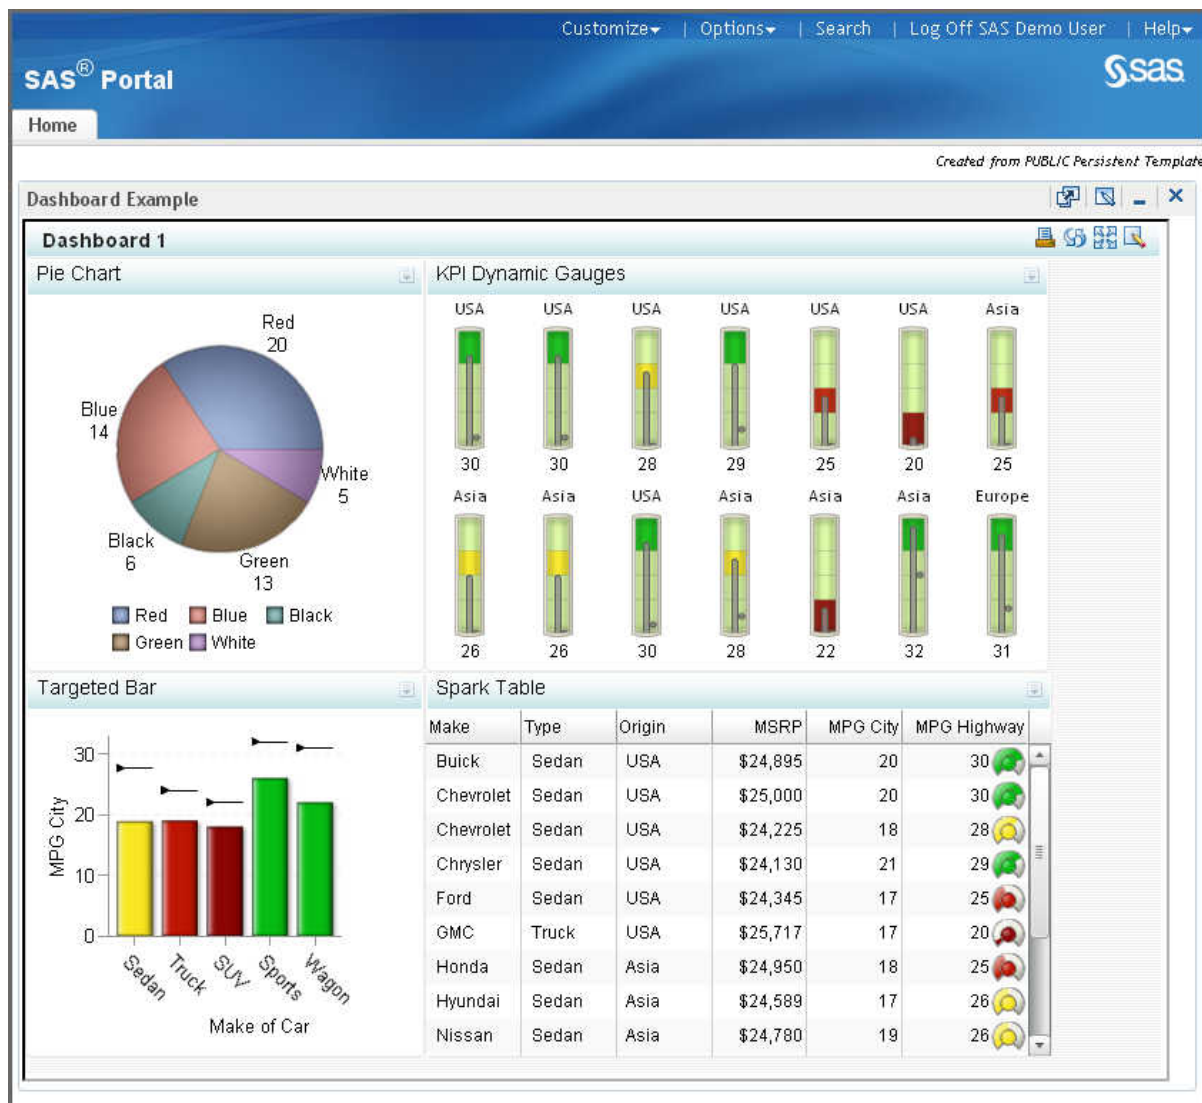 Customize | Options | Search | Log Off SAS Demo User | Help
SAS® Portal
sas
Home
Created from PUBLIC Persistent Template
Dashboard Example
Dashboard 1
Pie Chart
Red
20
Blue
14
White
5
Black
6
Green
13
Red Blue Black
Green White
KPI Dynamic Gauges
USA USA USA USA USA USA Asia
30 30 28 29 25 20 25
Asia Asia USA Asia Asia Asia Europe
26 26 30 28 22 32 31
Targeted Bar
MPG City
30
20
10
0
Sedan Truck SUV Sports Wagon
Make of Car
Spark Table
Make Type Origin MSRP MPG City MPG Highway
Buick Sedan USA $24,895 20 30
Chevrolet Sedan USA $25,000 20 30
Chevrolet Sedan USA $24,225 18 28
Chrysler Sedan USA $24,130 21 29
Ford Sedan USA $24,345 17 25
GMC Truck USA $25,717 17 20
Honda Sedan Asia $24,950 18 25
Hyundai Sedan Asia $24,589 17 26
Nissan Sedan Asia $24,780 19 26